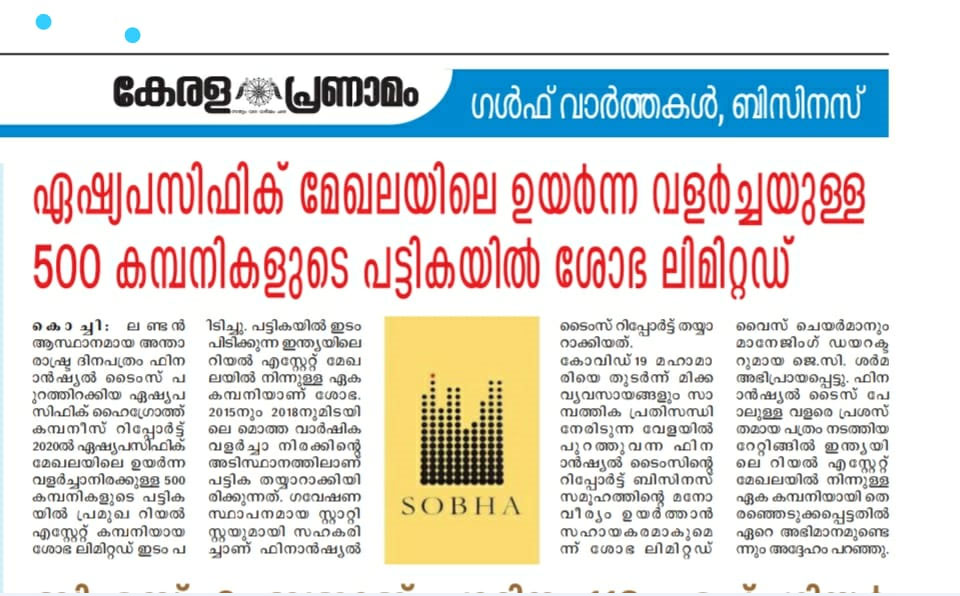 കേരള പ്രണാമം
ഗൾഫ് വാർത്തകൾ, ബിസിനസ്
ഏഷ്യപസിഫിക് മേഖലയിലെ ഉയർന്ന വളർച്ചയുള്ള
500 കമ്പനികളുടെ പട്ടികയിൽ ശോഭ ലിമിറ്റഡ്
കൊച്ചി: ലണ്ടൻ
ആസ്ഥാനമായ അന്താ
രാഷ്ട്ര ദിനപത്രം ഫിന
ാൻഷ്യൽ ടൈംസ് പ
ുറത്തിറക്കിയ ഏഷ്യപ
സിഫിക് ഹൈഗ്രോത്ത്
കമ്പനീസ് റിപ്പോർട്ട്
2020ൽ ഏഷ്യപസിഫിക്
മേഖലയിലെ ഉയർന്ന
വളർച്ചാനിരക്കുള്ള 500
കമ്പനികളുടെ പട്ടിക
യിൽ പ്രമുഖ റിയൽ
എസ്റ്റേറ്റ് കമ്പനിയായ
ശോഭ ലിമിറ്റഡ് ഇടം പ
ിടിച്ചു. പട്ടികയിൽ ഇടം
പിടിക്കുന്ന ഇന്ത്യയിലെ
റിയൽ എസ്റ്റേറ്റ് മേഖ
ലയിൽ നിന്നുള്ള ഏക
കമ്പനിയാണ് ശോഭ.
2015നും 2018നുമിടയി
ലെ മൊത്ത വാർഷിക
വളർച്ചാ നിരക്കിന്റെ
അടിസ്ഥാനത്തിലാണ്
പട്ടിക തയ്യാറാക്കിയി
രിക്കുന്നത്. ഗവേഷണ
സ്ഥാപനമായ സ്റ്റാറ്റി
സ്റ്റയുമായി സഹകരി
ച്ചാണ് ഫിനാൻഷ്യൽ
SOBHA
ടൈംസ് റിപ്പോർട്ട് തയ്യാ
റാക്കിയത്.
കോവിഡ് 19 മഹാമാ
രിയെ തുടർന്ന് മിക്ക
വ്യവസായങ്ങളും സാ
മ്പത്തിക പ്രതിസന്ധി
നേരിടുന്ന വേളയിൽ
പുറത്തുവന്ന ഫിന
ാൻഷ്യൽ ടൈംസിന്റെ
റിപ്പോർട്ട് ബിസിനസ്
സമൂഹത്തിന്റെ മനോ
വീര്യം ഉയർത്താൻ
സഹായകരമാകുമെ
ന്ന് ശോഭ ലിമിറ്റഡ്
വൈസ് ചെയർമാനും
മാനേജിംഗ് ഡയറക്ട
റുമായ ജെ.സി. ശർമ
അഭിപ്രായപ്പെട്ടു. ഫിന
ാൻഷ്യൽ ടൈസ് പേ
ാലുള്ള വളരെ പ്രശസ്
തമായ പത്രം നടത്തിയ
റേറ്റിങ്ങിൽ ഇന്ത്യയി
ലെ റിയൽ എസ്റ്റേറ്റ്
മേഖലയിൽ നിന്നുള്ള
ഏക കമ്പനിയായി തെ
രഞ്ഞെടുക്കപ്പെട്ടതിൽ
ഏറെ അഭിമാനമുണ്ടെ
ന്നും അദ്ദേഹം പറഞ്ഞു.